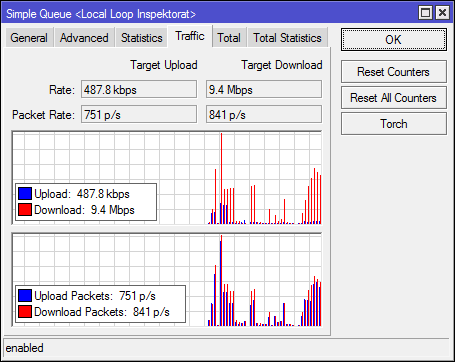 Simple Queue <Local Loop Inspektorat>
General Advanced Statistics Traffic Total Total Statistics
OK
Reset Counters
Reset All Counters
Torch
Target Upload Target Download
Rate: 487.8 kbps 9.4 Mbps
Packet Rate: 751 p/s 841 p/s
Upload: 487.8 kbps
Download: 9.4 Mbps
Upload Packets: 751 p/s
Download Packets: 841 p/s
enabled